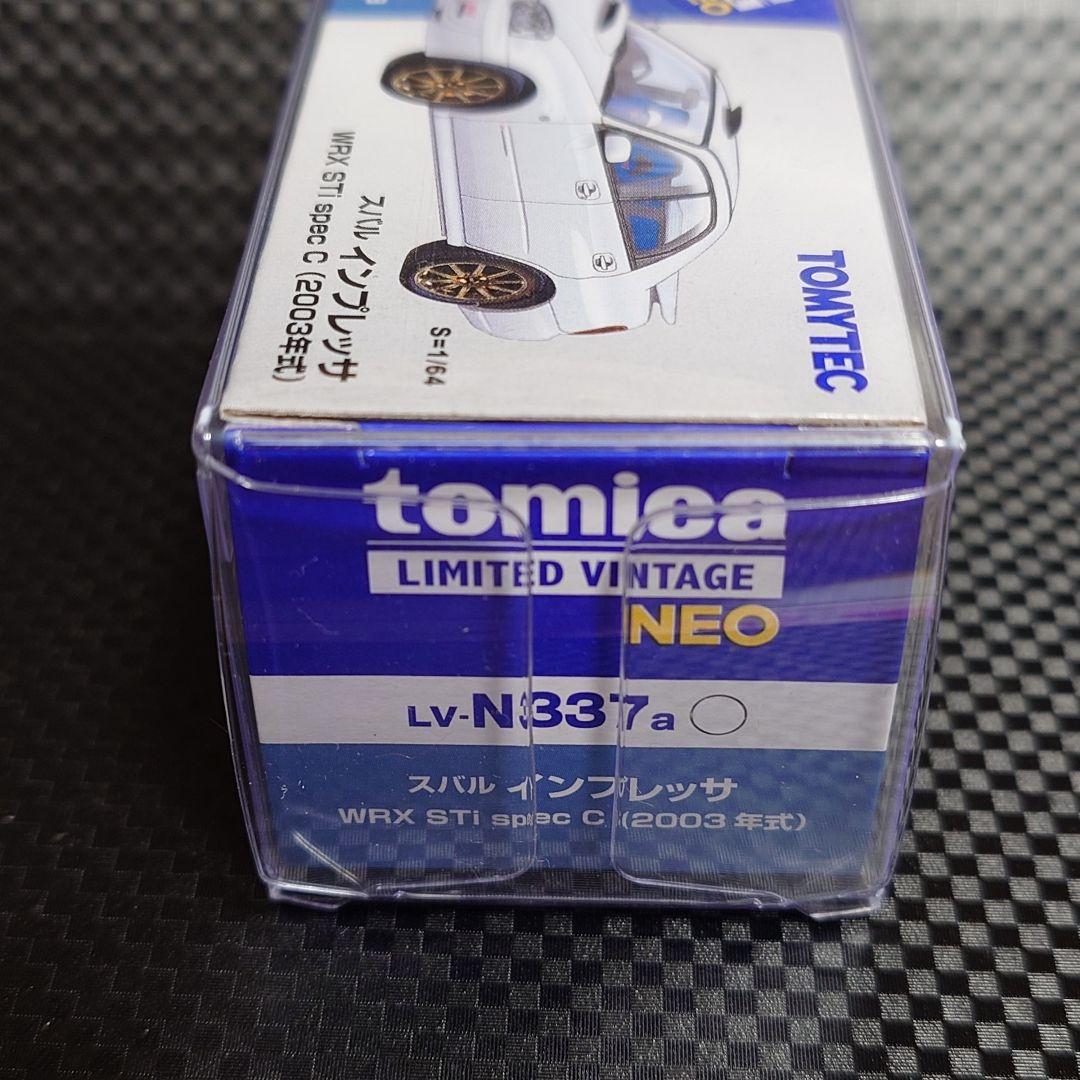 TOMYTEC
S=1/64
スバル インプレッサ
WRX STi spec C (2003年式)
tomica
LIMITED VINTAGE
NEO
LV-N337a
スバル インプレッサ
WRX STi spec C (2003年式)